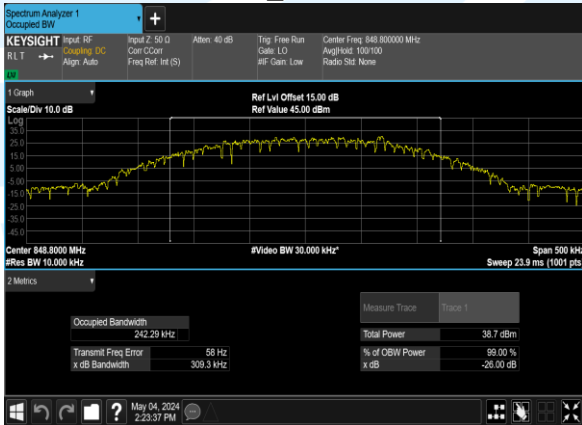 Spectrum Analyzer 1
Occupied BW
KEYSIGHT
R L T
LW
Input: RF
Coupling: DC
Align: Auto
Input Z: 50 Ω
Corr CCorr
Freq Ref: Int (S)
Atten: 40 dB
Trig: Free Run
Gate: LO
#IF Gain: Low
Center Freq: 848.800000 MHz
Avg|Hold: 100/100
Radio Std: None
1 Graph
Scale/Div 10.0 dB
Ref Lvl Offset 15.00 dB
Ref Value 45.00 dBm
Log
35.0
25.0
15.0
5.00
-5.00
-15.0
-25.0
-35.0
-45.0
Center 848.8000 MHz
#Res BW 10.000 kHz
#Video BW 30.000 kHz*
Span 500 kHz
Sweep 23.9 ms (1001 pts
2 Metrics
Measure Trace
Trace 1
Occupied Bandwidth
242.29 kHz
Total Power
38.7 dBm
Transmit Freq Error
58 Hz
% of OBW Power
99.00 %
x dB Bandwidth
309.3 kHz
x dB
-26.00 dB
?
May 04, 2024
2:23:37 PM